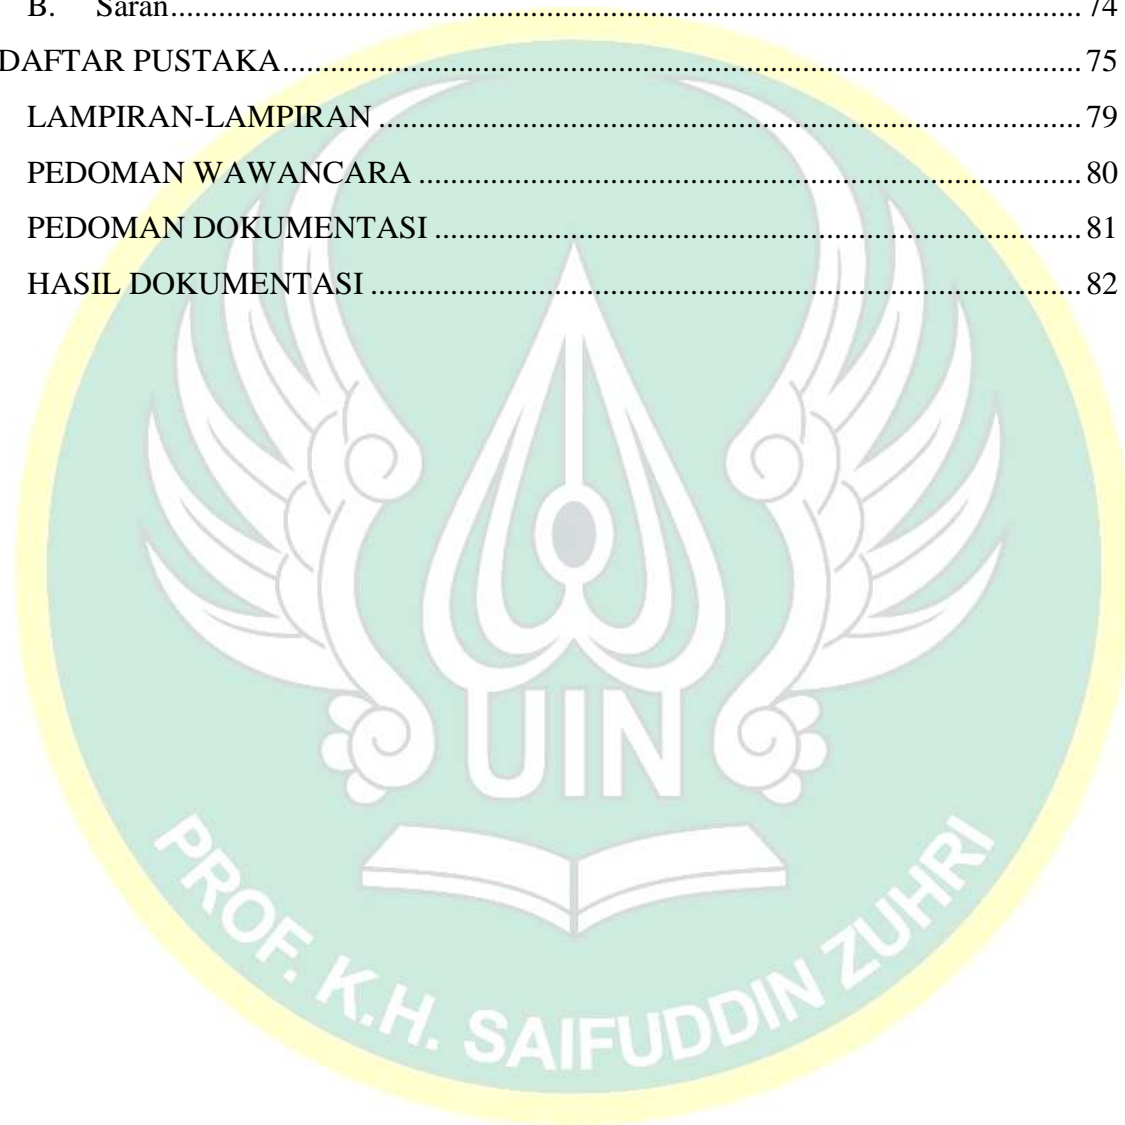 B. Saran........................................................................................................................ 74
DAFTAR PUSTAKA........................................................................................................ 75
LAMPIRAN-LAMPIRAN ............................................................................................ 79
PEDOMAN WAWANCARA ....................................................................................... 80
PEDOMAN DOKUMENTASI ..................................................................................... 81
HASIL DOKUMENTASI ............................................................................................. 82
UIN
PROF. K.H. SAIFUDDIN ZUHRI